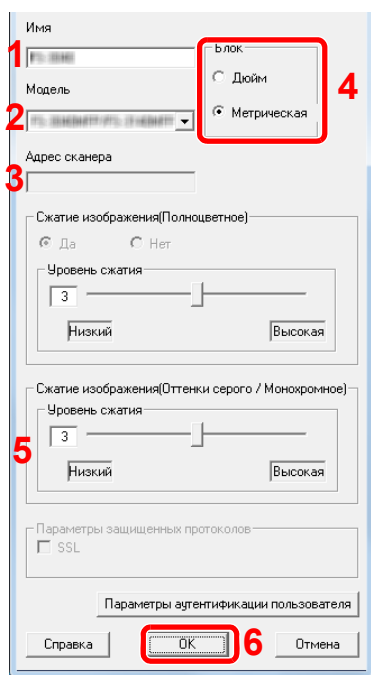 Имя
Блок
1
Дюйм
4
Модель
Метрическая
2
Адрес сканера
3
Сжатие изображения(Полноцветное)
Да Нет
Уровень сжатия
3
Низкий Высокая
Сжатие изображения(Оттенки серого / Монохромное)
Уровень сжатия
3
5
Низкий Высокая
Параметры защищенных протоколов
SSL
Параметры аутентификации пользователя
Справка OK 6 Отмена